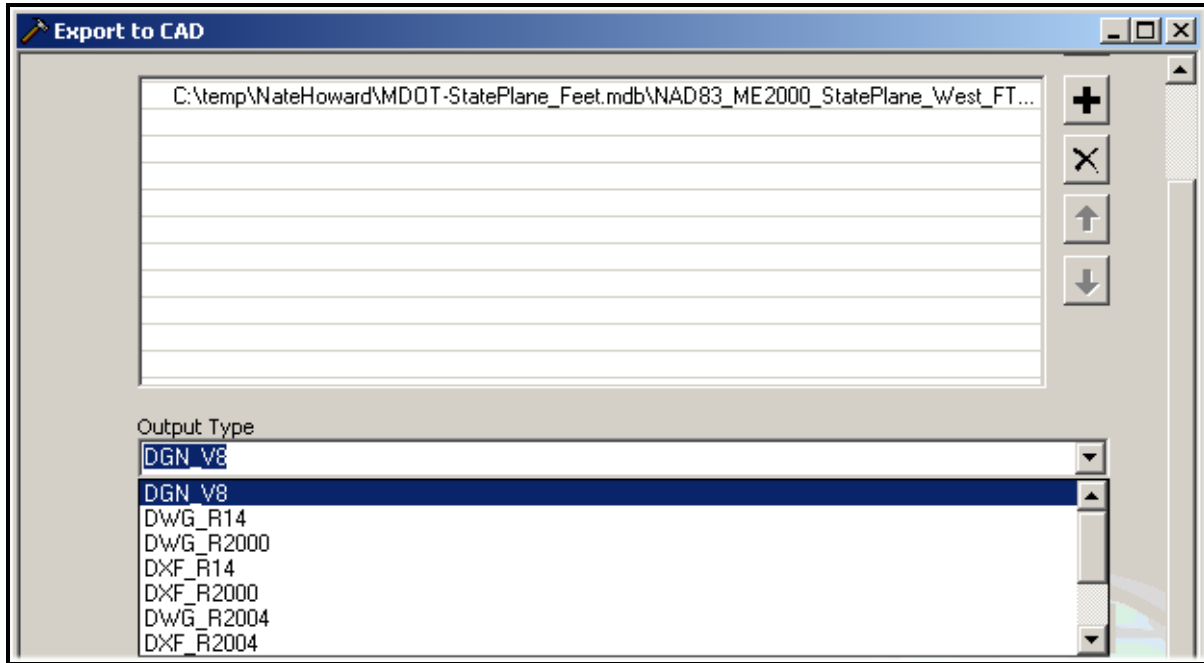 Export to CAD
C:\temp\NateHoward\MDOT-StatePlane_Feet.mdb\NAD83_ME2000_StatePlane_West_FT...
Output Type
DGN_V8
DGN_V8
DWG_R14
DWG_R2000
DXF_R14
DXF_R2000
DWG_R2004
DXF_R2004